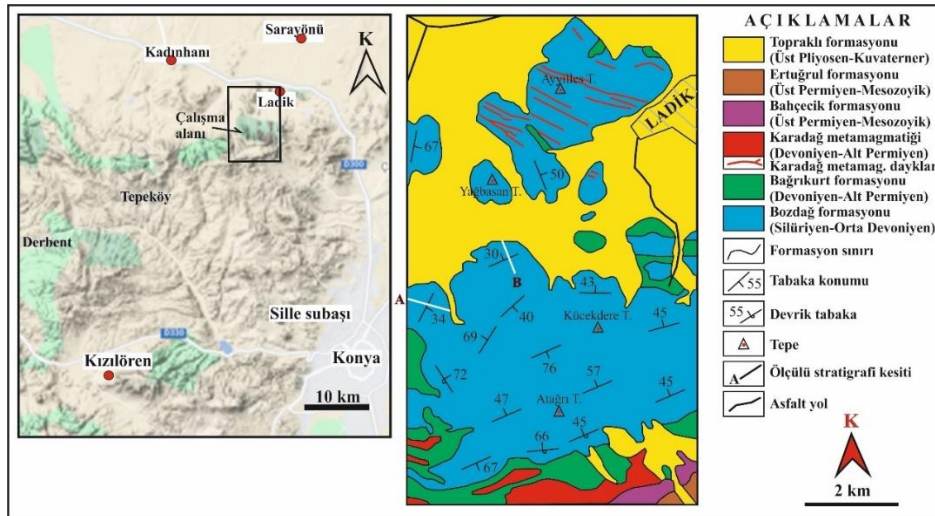 Sarayönü
Kadınhanı
K
Ladik
Çalışma
alanı
D300
Tepeköy
Derbent
Sille subaşı
D330
Konya
Kızılören
10 km
Ayyilles T.
LADİK
67
50
Yağbasan T.
30
B
A
43
34
40
Kücekdere T.
45
69
76
57
72
45
47
Atağrı T.
45
66
67
AÇIKLAMALAR
Topraklı formasyonu
(Üst Pliyosen-Kuvaterner)
Ertuğrul formasyonu
(Üst Permiyen-Mesozoyik)
Bahçecik formasyonu
(Üst Permiyen-Mesozoyik)
Karadağ metamagmatiği
(Devoniyen-Alt Permiyen)
Karadağ metamag. daykları
Bağrıkurt formasyonu
(Devoniyen-Alt Permiyen)
Bozdağ formasyonu
(Silüriyen-Orta Devoniyen)
Formasyon sınırı
55 Tabaka konumu
55 Devrik tabaka
Tepe
A Ölçülü stratigrafi kesiti
Asfalt yol
K
2 km